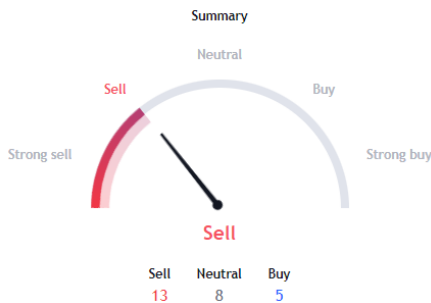 Summary
Neutral
Sell
Buy
Strong sell
Strong buy
Sell
Sell Neutral Buy
13 8 5